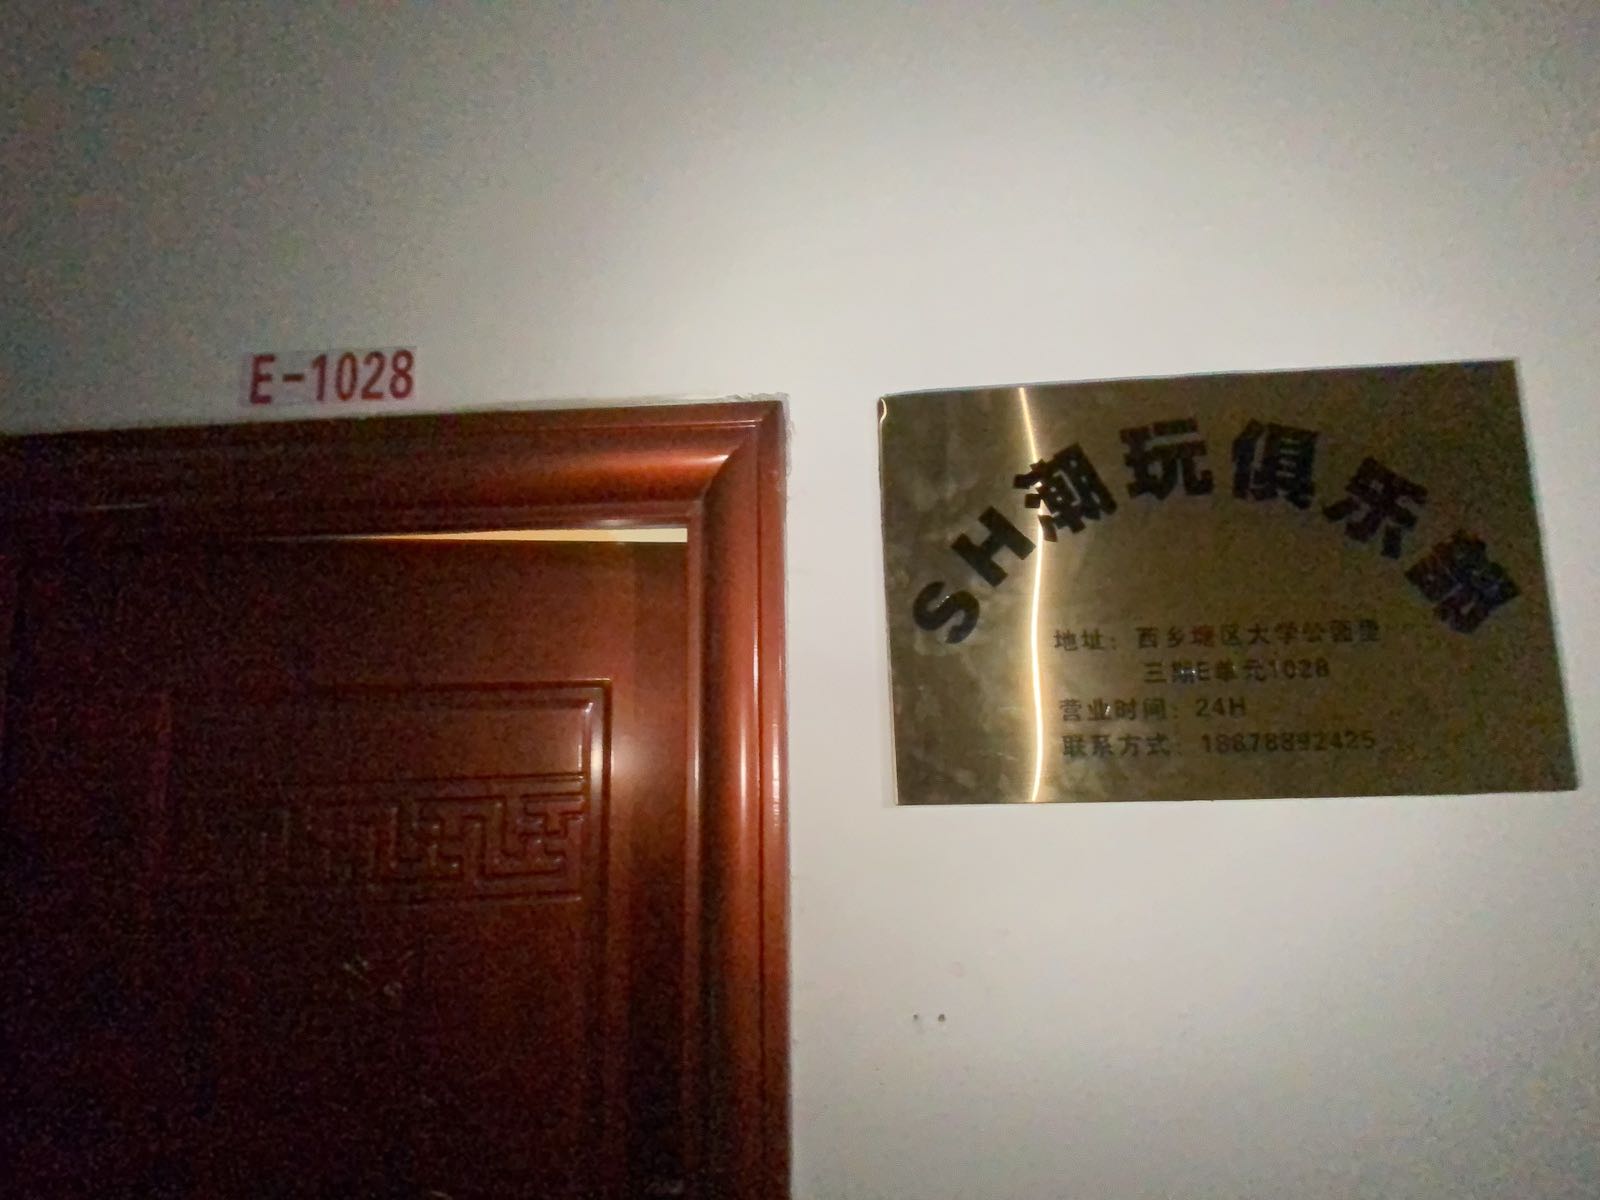 E-1028
SH潮玩俱乐部
地址：西乡塘区大学公园里
三期E单元1028
营业时间：24H
联系方式：18878892425